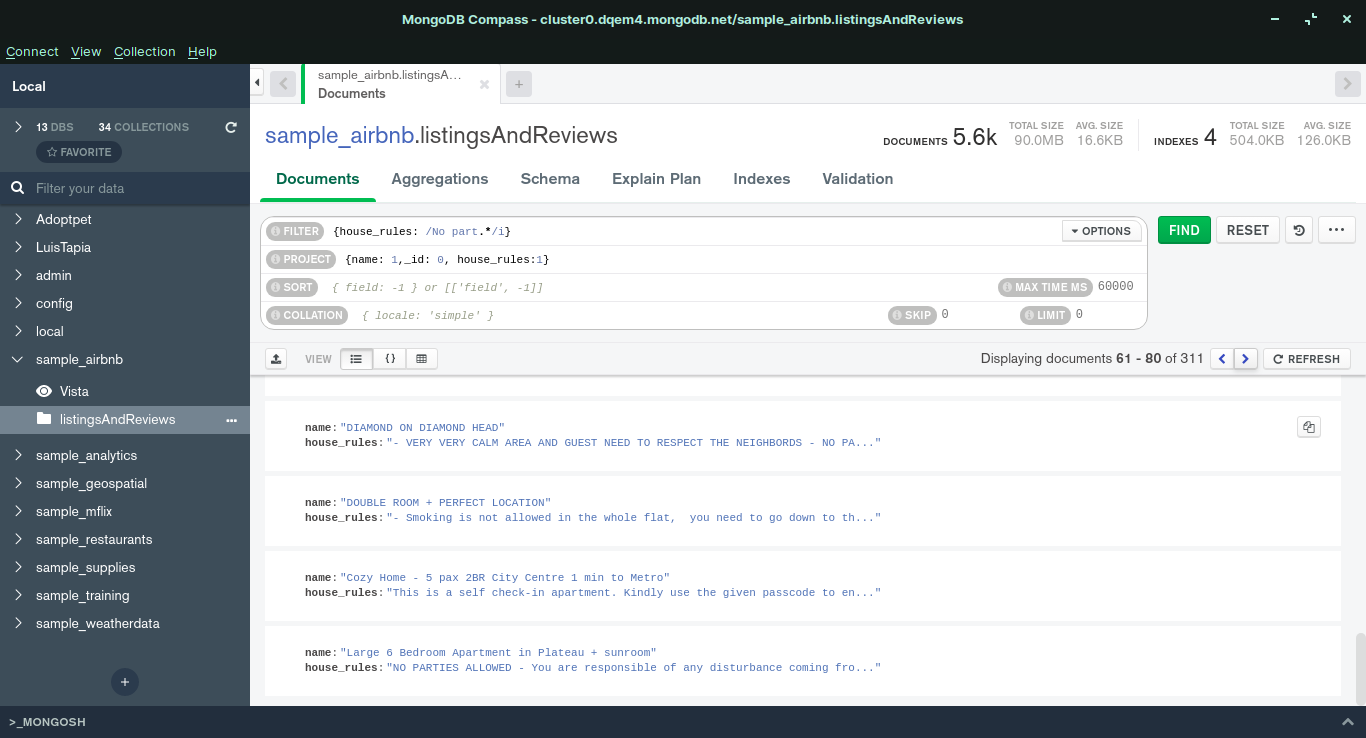 MongoDB Compass - cluster0.dqem4.mongodb.net/sample_airbnb.listingsAndReviews
Connect View Collection Help
Local
13 DBS 34 COLLECTIONS
FAVORITE
Filter your data
Adoptpet
LuisTapia
admin
config
local
sample_airbnb
Vista
listingsAndReviews
sample_analytics
sample_geospatial
sample_mflix
sample_restaurants
sample_supplies
sample_training
sample_weatherdata
+
sample_airbnb.listingsA...
Documents
+
sample_airbnb.listingsAndReviews
DOCUMENTS 5.6k TOTAL SIZE 90.0MB AVG. SIZE 16.6KB
INDEXES 4 TOTAL SIZE 504.0KB AVG. SIZE 126.0KB
Documents Aggregations Schema Explain Plan Indexes Validation
FILTER {house_rules: /No part.*/i} OPTIONS FIND RESET
PROJECT {name: 1,_id: 0, house_rules:1}
SORT { field: -1 } or [['field', -1]] MAX TIME MS 60000
COLLATION { locale: 'simple' } SKIP 0 LIMIT 0
VIEW {} Displaying documents 61 - 80 of 311 REFRESH
name:"DIAMOND ON DIAMOND HEAD"
house_rules:"- VERY VERY CALM AREA AND GUEST NEED TO RESPECT THE NEIGHBORDS - NO PA..."
name:"DOUBLE ROOM + PERFECT LOCATION"
house_rules:"- Smoking is not allowed in the whole flat,  you need to go down to th..."
name:"Cozy Home - 5 pax 2BR City Centre 1 min to Metro"
house_rules:"This is a self check-in apartment. Kindly use the given passcode to en..."
name:"Large 6 Bedroom Apartment in Plateau + sunroom"
house_rules:"NO PARTIES ALLOWED - You are responsible of any disturbance coming fro..."
>_MONGOSH